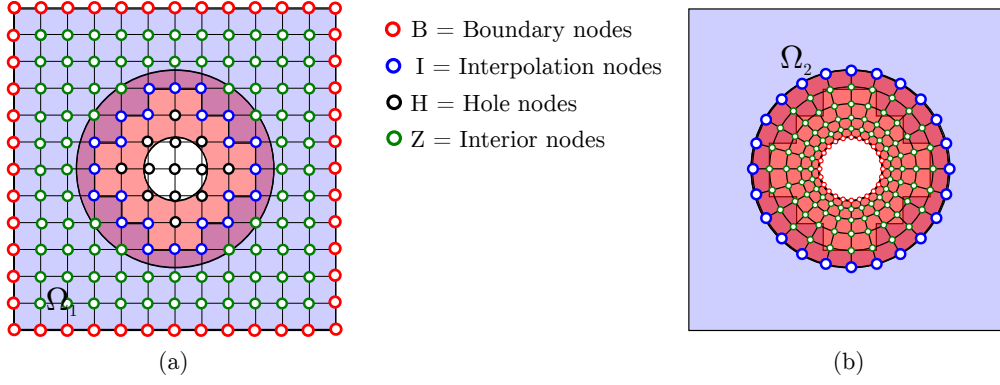 B = Boundary nodes
I = Interpolation nodes
H = Hole nodes
Z = Interior nodes
Ω₁
Ω₂
(a)
(b)